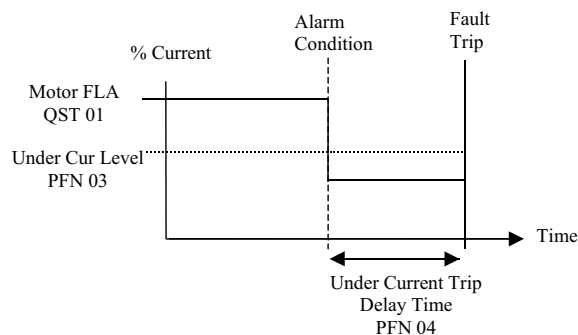 Alarm
Condition
Fault
Trip
% Current
Motor FLA
QST 01
Under Cur Level
PFN 03
Time
Under Current Trip
Delay Time
PFN 04